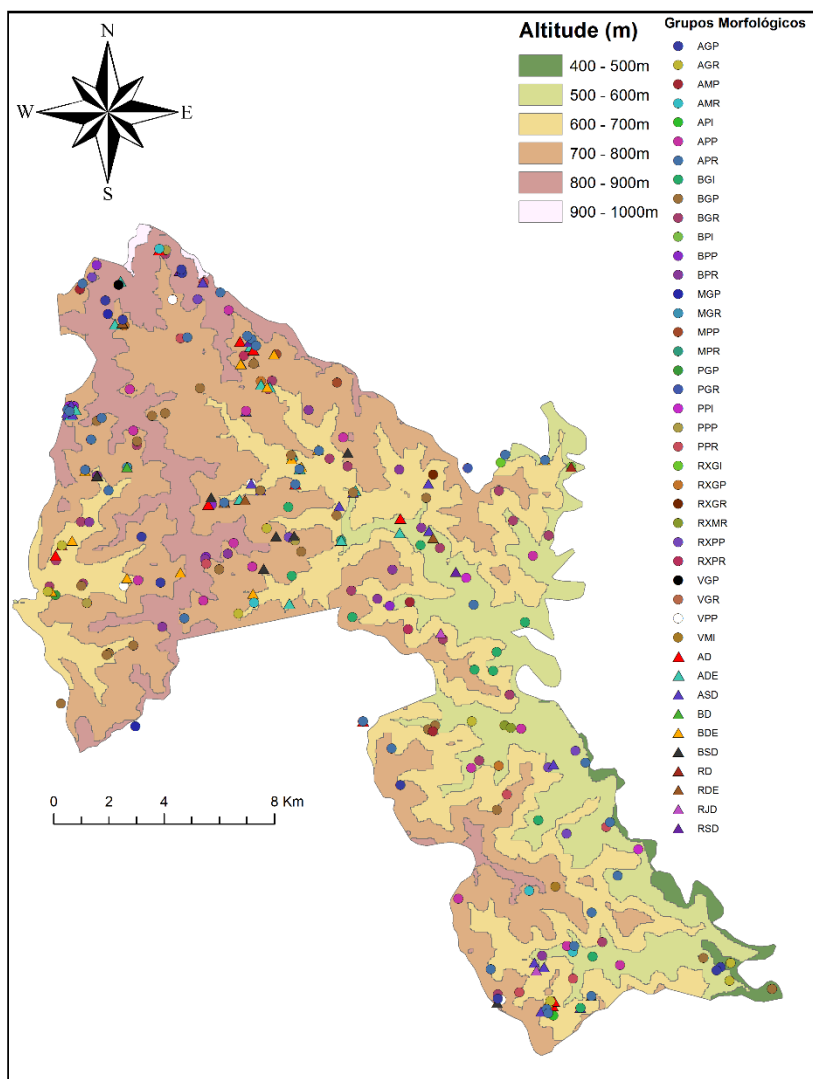 N
W
E
S
Altitude (m)
400 - 500m
500 - 600m
600 - 700m
700 - 800m
800 - 900m
900 - 1000m
Grupos Morfológicos
AGP
AGR
AMP
AMR
API
APP
APR
BGI
BGP
BGR
BPI
BPP
BPR
MGP
MGR
MPP
MPR
PGP
PGR
PPI
PPP
PPR
RXGI
RXGP
RXGR
RXMR
RXPP
RXPR
VGP
VGR
VPP
VMI
AD
ADE
ASD
BD
BDE
BSD
RD
RDE
RJD
RSD
0 2 4 8 Km